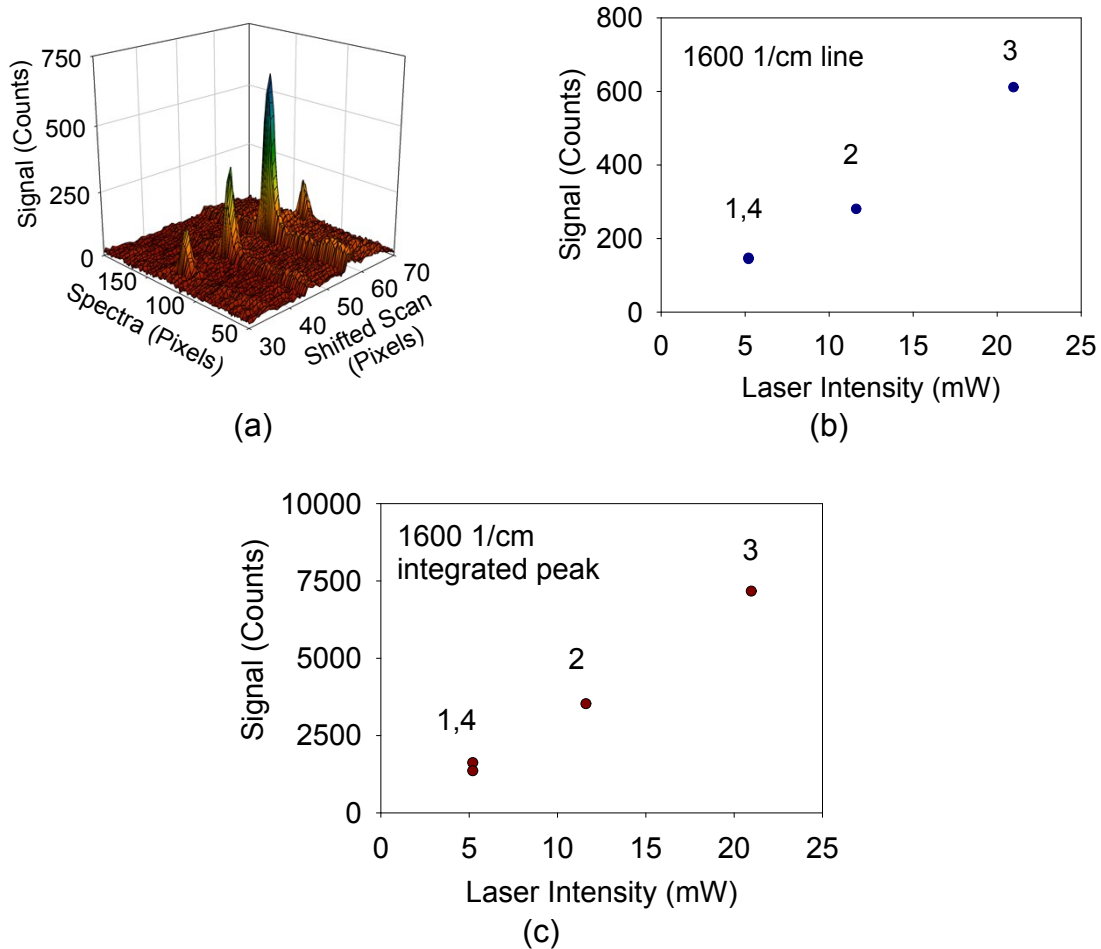 750
500
250
0
Signal (Counts)
150
100
50
Spectra (Pixels)
30
40
50
60
70
Shifted Scan
(Pixels)
(a)
800
600
400
200
0
Signal (Counts)
1600 1/cm line
1,4
2
3
0 5 10 15 20 25
Laser Intensity (mW)
(b)
10000
7500
5000
2500
0
Signal (Counts)
1600 1/cm
integrated peak
1,4
2
3
0 5 10 15 20 25
Laser Intensity (mW)
(c)